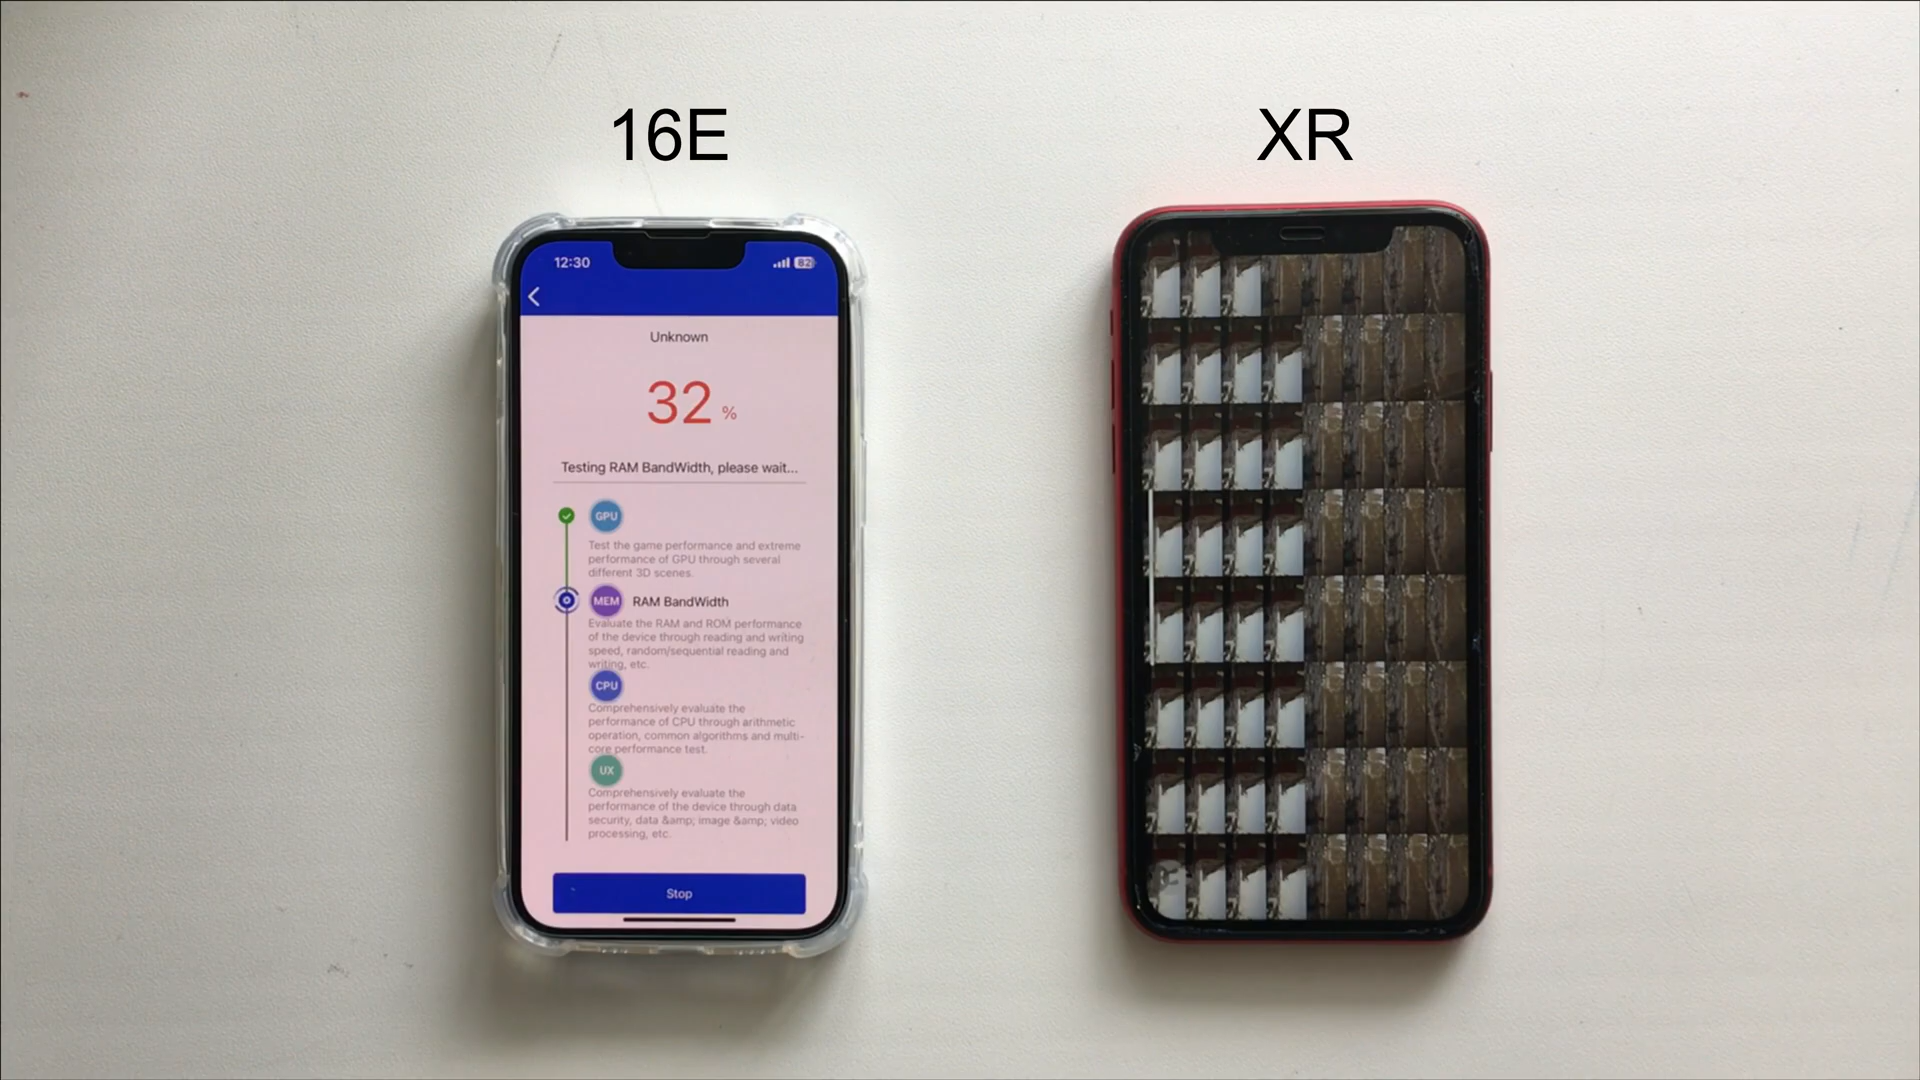 16E
XR
12:30
82
Unknown
32 %
Testing RAM BandWidth, please wait...
GPU
Test the game performance and extreme
performance of GPU through several
different 3D scenes.
MEM RAM BandWidth
Evaluate the RAM and ROM performance
of the device through reading and writing
speed, random/sequential reading and
writing, etc.
CPU
Comprehensively evaluate the
performance of CPU through arithmetic
operation, common algorithms and multi-
core performance test.
UX
Comprehensively evaluate the
performance of the device through data
security, data &amp; image &amp; video
processing, etc.
Stop